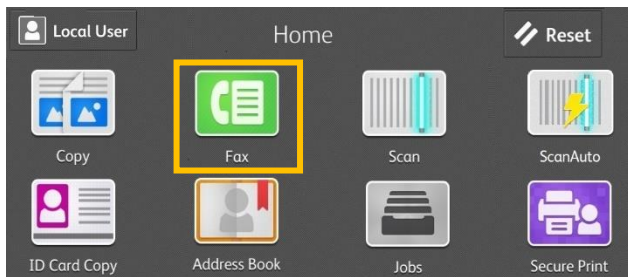 Local User Home Reset
Copy Fax Scan ScanAuto
ID Card Copy Address Book Jobs Secure Print